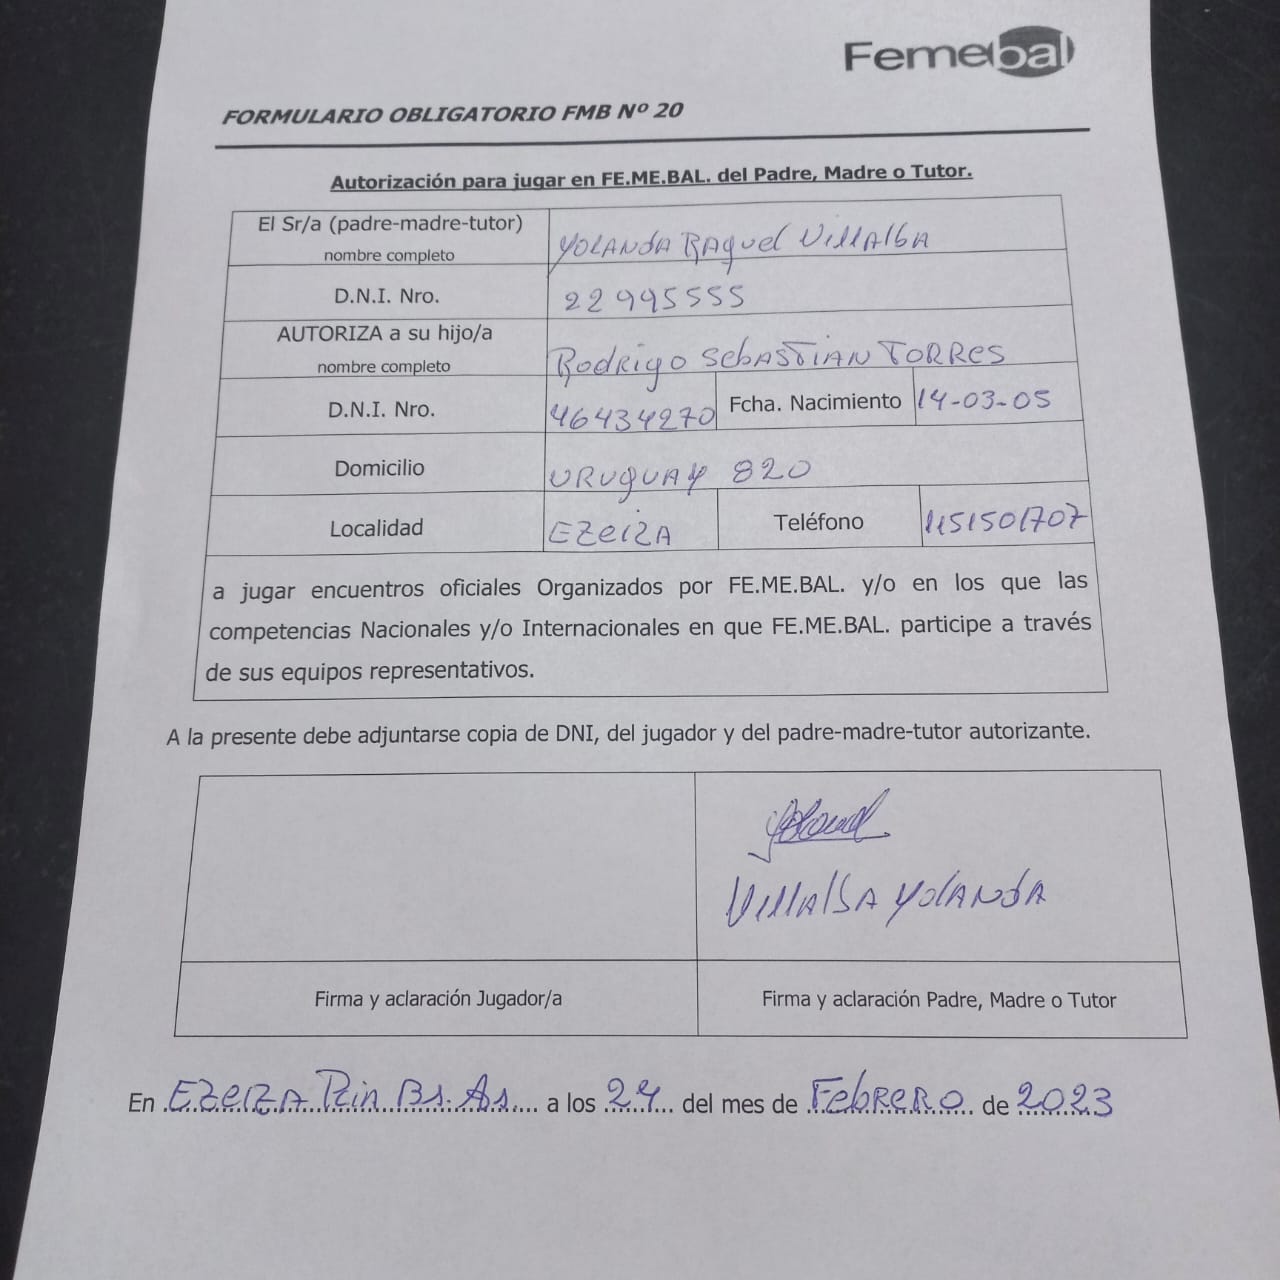 Femebal
FORMULARIO OBLIGATORIO FMB Nº 20
Autorización para jugar en FE.ME.BAL. del Padre, Madre o Tutor.
El Sr/a (padre-madre-tutor)
nombre completo
YOLANDA RAquel VillAlbA
D.N.I. Nro.
22995555
AUTORIZA a su hijo/a
nombre completo
Rodrigo SebASTIAN TORRes
D.N.I. Nro.
46434270
Fcha. Nacimiento
14-03-05
Domicilio
URUguAy 820
Localidad
EZeIZA
Teléfono
1151501707
a jugar encuentros oficiales Organizados por FE.ME.BAL. y/o en los que las
competencias Nacionales y/o Internacionales en que FE.ME.BAL. participe a través
de sus equipos representativos.
A la presente debe adjuntarse copia de DNI, del jugador y del padre-madre-tutor autorizante.
VillAlbA YolANdA
Firma y aclaración Jugador/a
Firma y aclaración Padre, Madre o Tutor
En EZeIZA Bs. As. a los 24 del mes de FebReRO de 2023